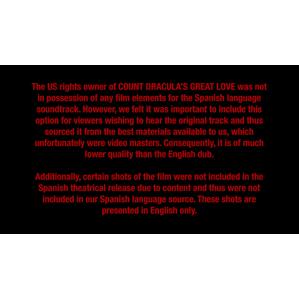 The US rights owner of COUNT DRACULA'S GREAT LOVE was not
in possession of any film elements for the Spanish language
soundtrack. However, we felt it was important to include this
option for viewers wishing to hear the original track and thus
sourced it from the best materials available to us, which
unfortunately were video masters. Consequently, it is of much
lower quality than the English dub.
Additionally, certain shots of the film were not included in the
Spanish theatrical release due to content and thus were not
included in our Spanish language source. These shots are
presented in English only.